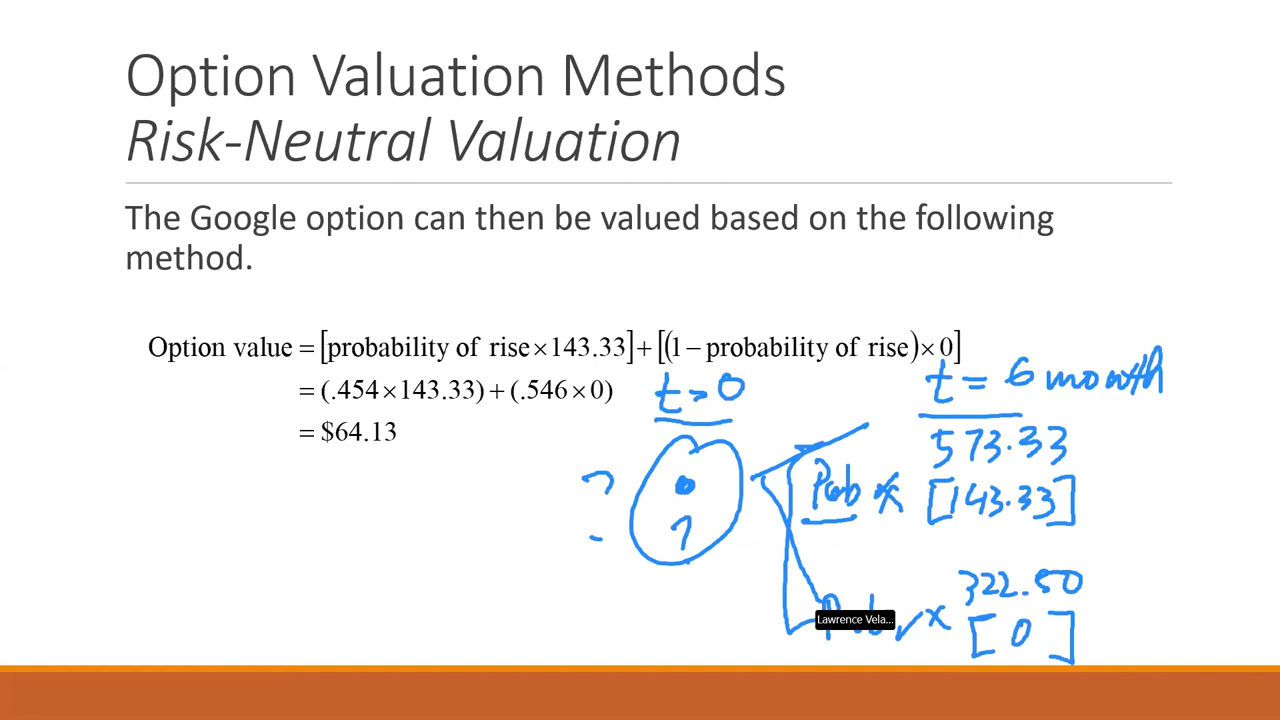 Option Valuation Methods
Risk-Neutral Valuation
The Google option can then be valued based on the following
method.
Option value = [probability of rise×143.33]+[(1−probability of rise)×0]
= (.454×143.33)+(.546×0)
= $64.13
t=0
t = 6 month
573.33
?
?
Prob × [143.33]
322.50
Prob × [0]
Lawrence Vela...